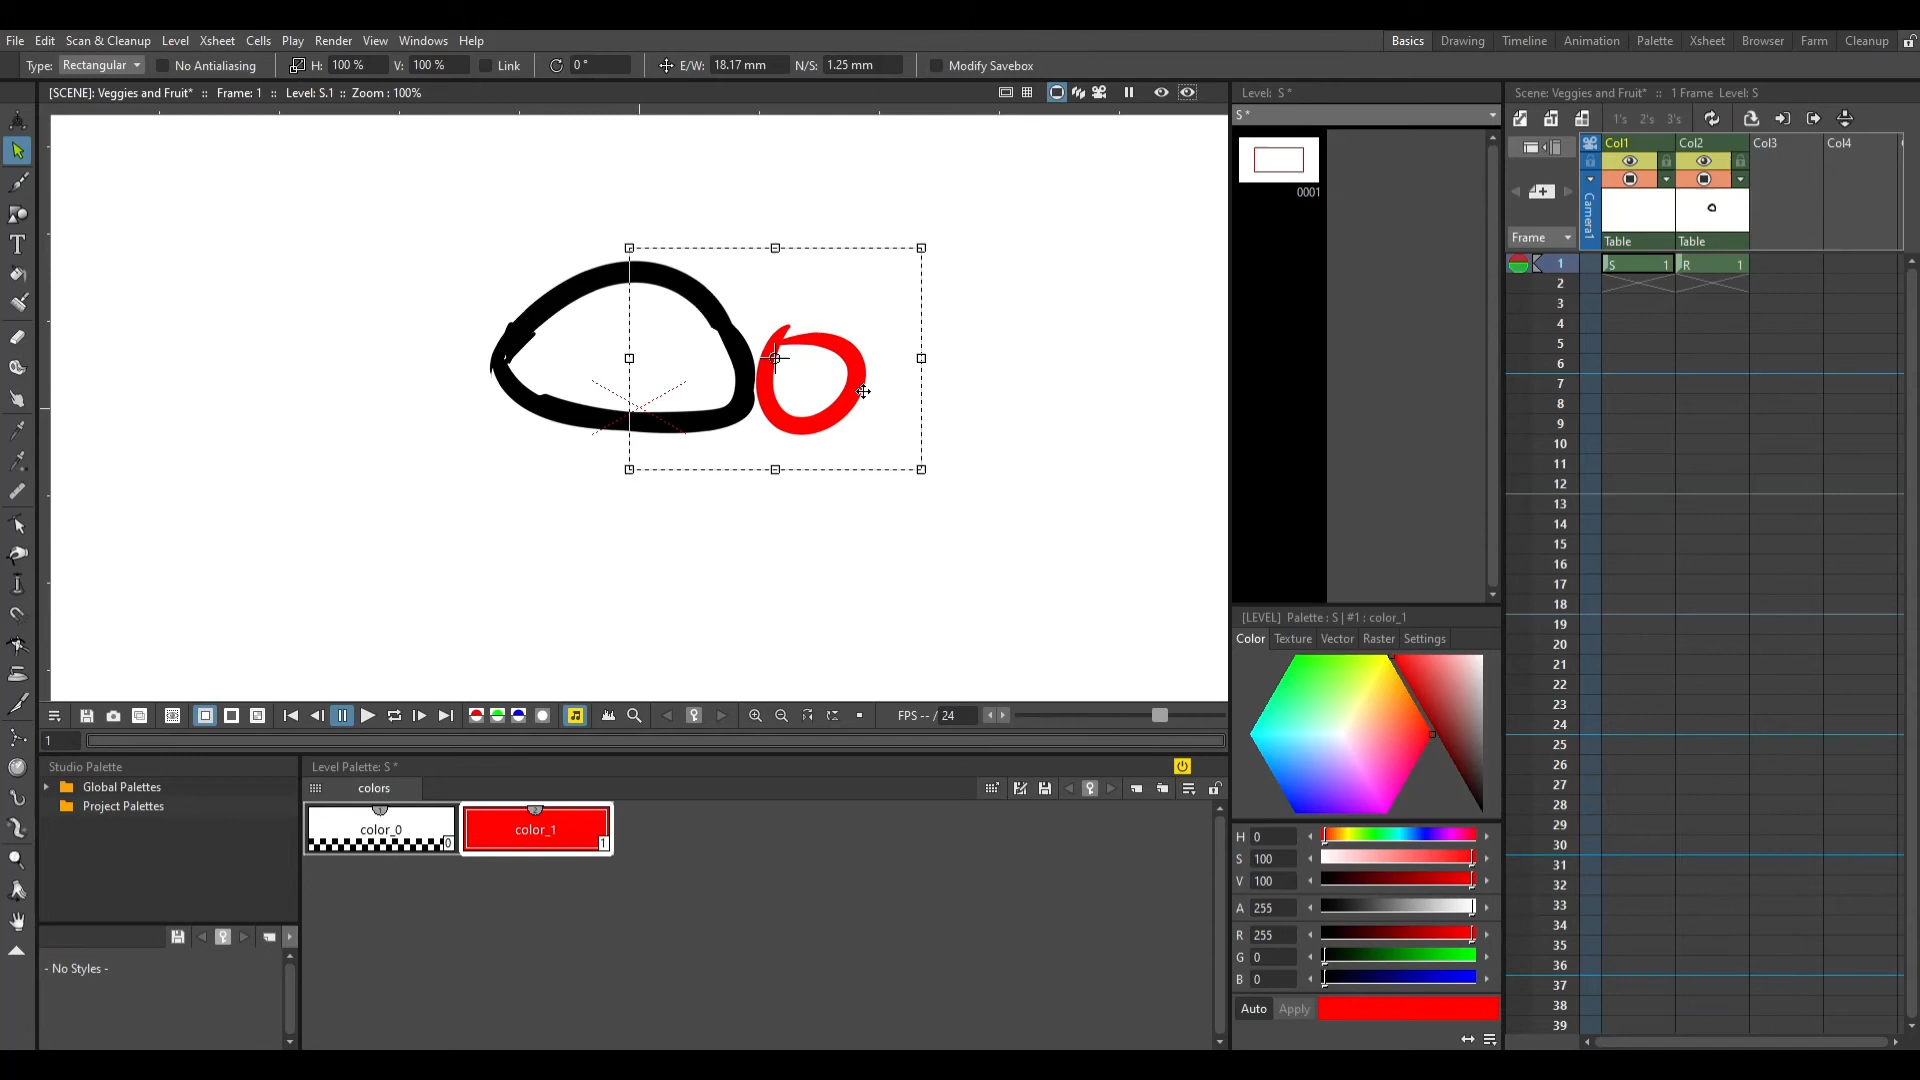 File Edit Scan & Cleanup Level Xsheet Cells Play Render View Windows Help
Basics Drawing Timeline Animation Palette Xsheet Browser Farm Cleanup
Type: Rectangular No Antialiasing H: 100 % V: 100 % Link 0 ° E/W: 18.17 mm N/S: 1.25 mm Modify Savebox
[SCENE]: Veggies and Fruit* :: Frame: 1 :: Level: S.1 :: Zoom : 100%
Level: S *
S *
0001
Scene: Veggies and Fruit* :: 1 Frame Level: S
1's 2's 3's
Col1 Col2 Col3 Col4
Camera1
Frame Table Table
1 S 1 R 1
2
3
4
5
6
7
8
9
10
11
12
13
14
15
16
17
18
19
20
21
22
23
24
25
26
27
28
29
30
31
32
33
34
35
36
37
38
39
[LEVEL] Palette : S | #1 : color_1
Color Texture Vector Raster Settings
H 0
S 100
V 100
A 255
R 255
G 0
B 0
Auto Apply
FPS -- / 24
1
Studio Palette
Global Palettes
Project Palettes
- No Styles -
Level Palette: S *
colors
1 color_0 0
2 color_1 1